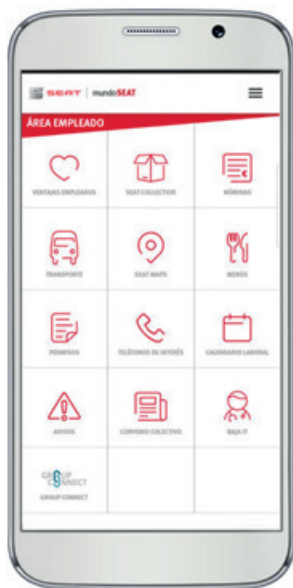 SEAT | mundoSEAT
ÁREA EMPLEADO
VENTAJAS EMPLEADOS
SEAT COLLECTION
NÓMINAS
TRANSPORTE
SEAT MAPS
MENÚS
PERMISOS
TELÉFONOS DE INTERÉS
CALENDARIO LABORAL
AVISOS
CONVENIO COLECTIVO
BAJA IT
GROUP
CONNECT
GROUP CONNECT